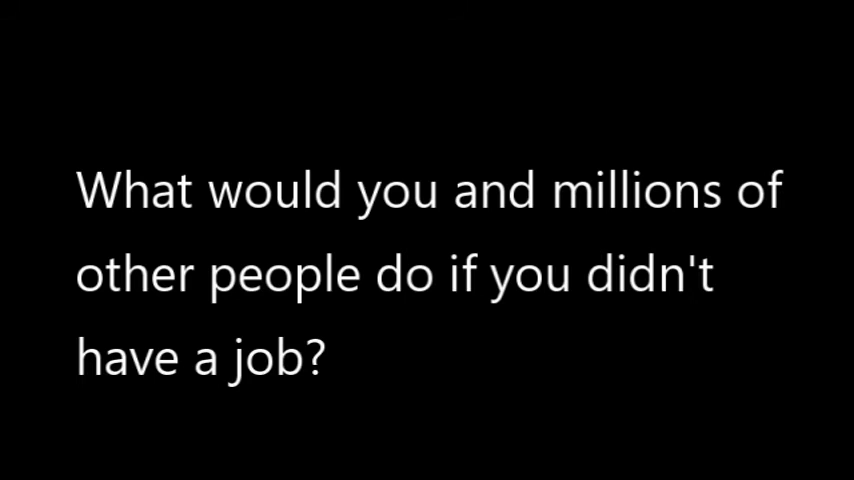 What would you and millions of
other people do if you didn't
have a job?